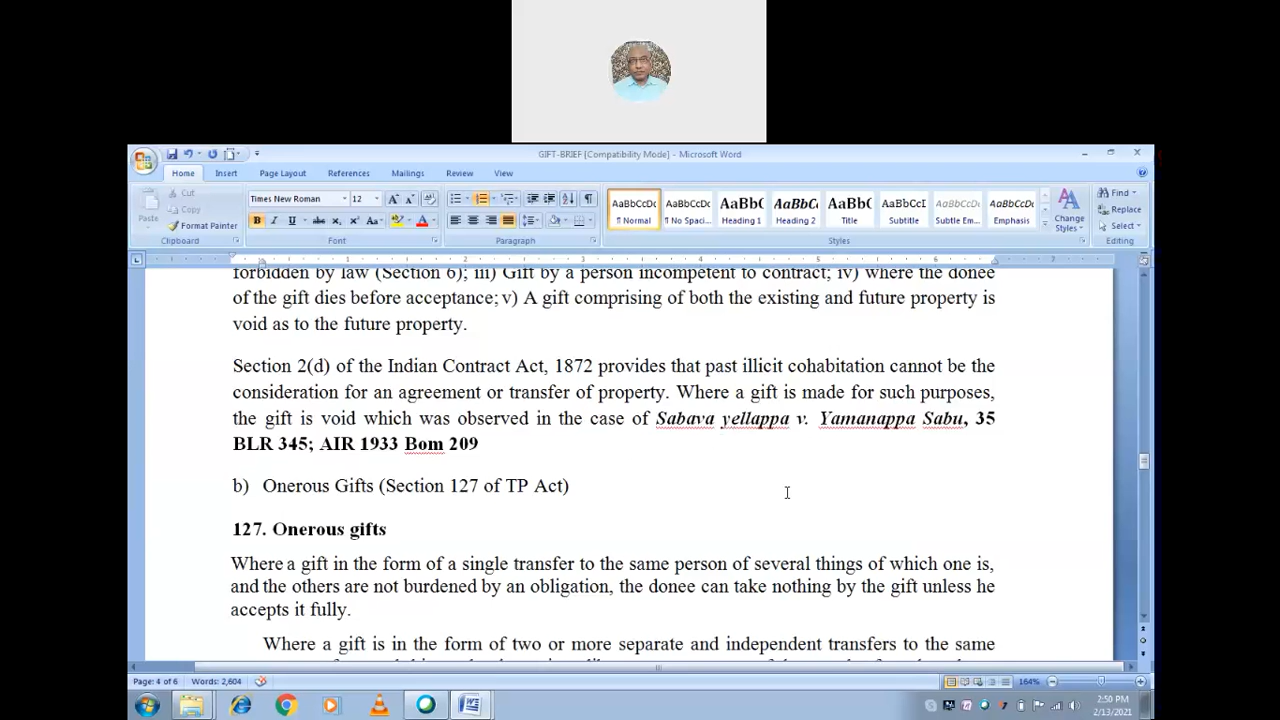 GIFT-BRIEF [Compatibility Mode] - Microsoft Word
Home Insert Page Layout References Mailings Review View
Paste
Cut
Copy
Format Painter
Clipboard
Times New Roman 12
Font
Paragraph
AaBbCcDc AaBbCcDc AaBbC( AaBbCc AaBb( AaBbCcI AaBbCcDc AaBbCcDc
¶ Normal ¶ No Spaci... Heading 1 Heading 2 Title Subtitle Subtle Em... Emphasis
Change Styles
Styles
Find
Replace
Select
Editing
forbidden by law (Section 6); iii) Gift by a person incompetent to contract; iv) where the donee
of the gift dies before acceptance; v) A gift comprising of both the existing and future property is
void as to the future property.
Section 2(d) of the Indian Contract Act, 1872 provides that past illicit cohabitation cannot be the
consideration for an agreement or transfer of property. Where a gift is made for such purposes,
the gift is void which was observed in the case of Sabava yellappa v. Yamanappa Sabu, 35
BLR 345; AIR 1933 Bom 209
b) Onerous Gifts (Section 127 of TP Act)
127. Onerous gifts
Where a gift in the form of a single transfer to the same person of several things of which one is,
and the others are not burdened by an obligation, the donee can take nothing by the gift unless he
accepts it fully.
Where a gift is in the form of two or more separate and independent transfers to the same
Page: 4 of 6 Words: 2,604 164%
2:50 PM
2/13/2021